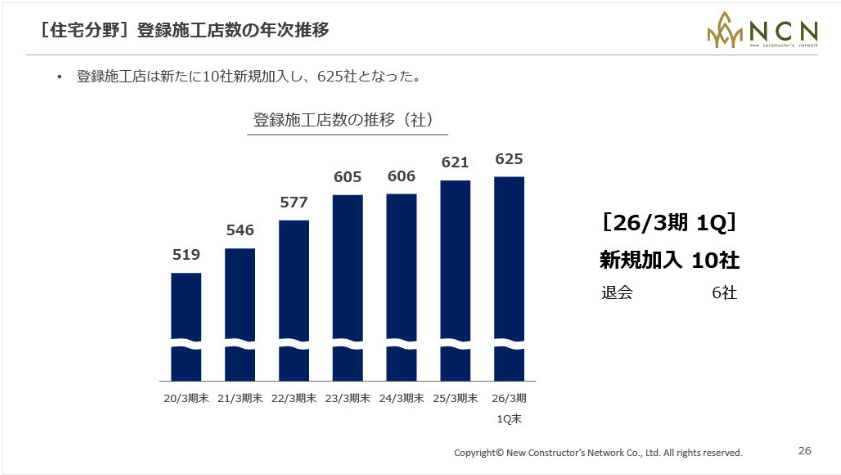 ［住宅分野］登録施工店数の年次推移
NCN
new constructor's network
• 登録施工店は新たに10社新規加入し、625社となった。
登録施工店数の推移（社）
519
546
577
605
606
621
625
20/3期末
21/3期末
22/3期末
23/3期末
24/3期末
25/3期末
26/3期
1Q末
［26/3期 1Q］
新規加入 10社
退会 6社
Copyright© New Constructor's Network Co., Ltd. All rights reserved.
26